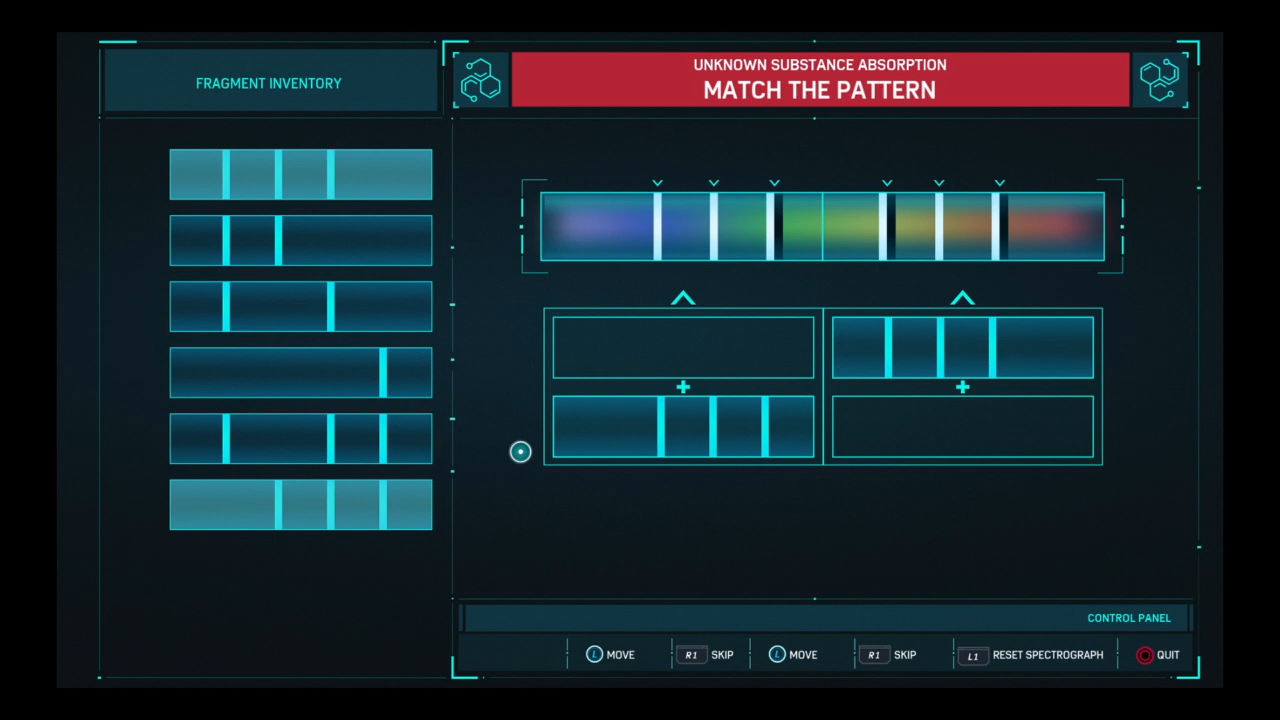 FRAGMENT INVENTORY
UNKNOWN SUBSTANCE ABSORPTION
MATCH THE PATTERN
CONTROL PANEL
L MOVE R1 SKIP L MOVE R1 SKIP L1 RESET SPECTROGRAPH QUIT